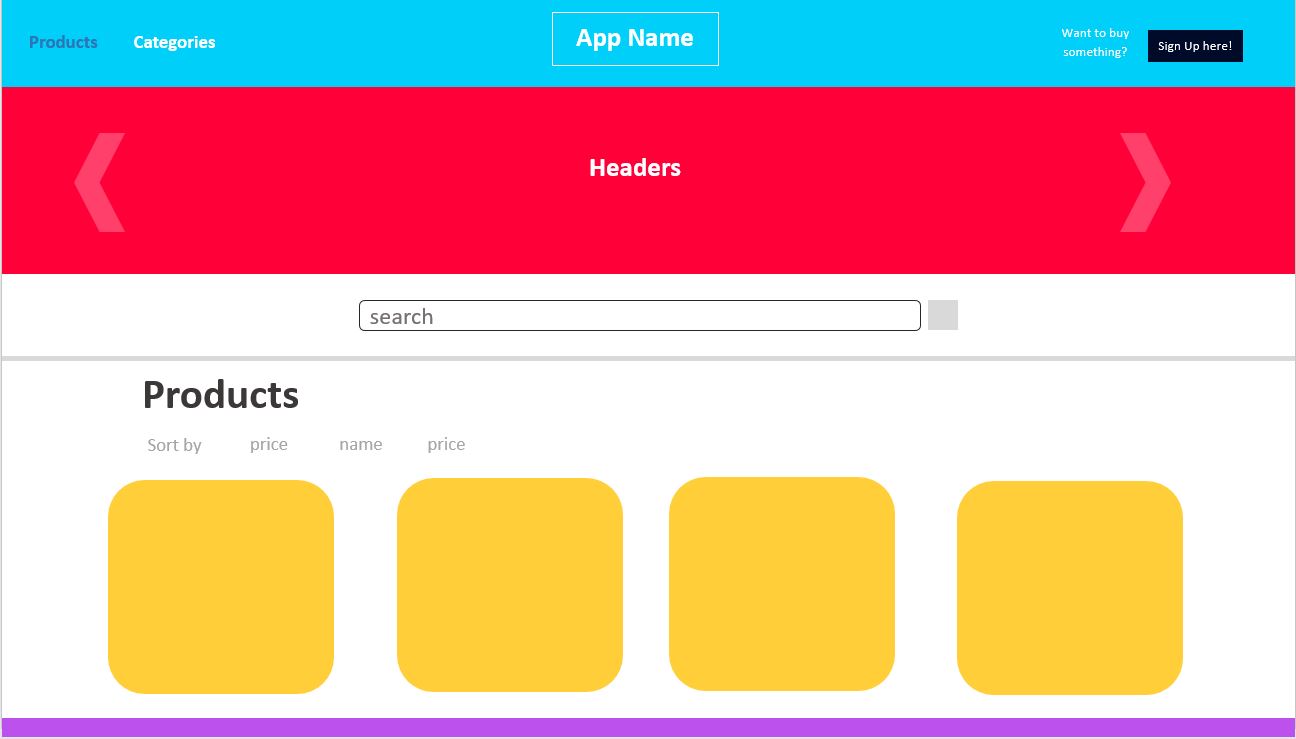 Products Categories App Name Want to buy
something? Sign Up here!
Headers
search
Products
Sort by price name price